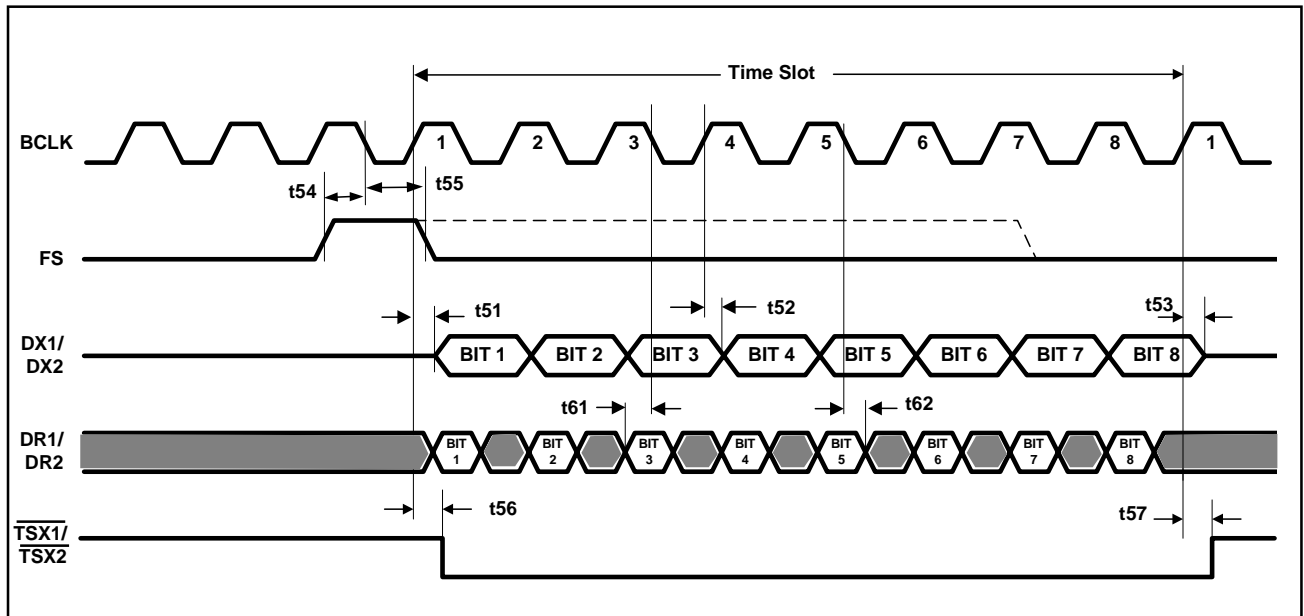 Time Slot
BCLK
1 2 3 4 5 6 7 8 1
t54
t55
FS
t51
t52
t53
DX1/
DX2
BIT 1 BIT 2 BIT 3 BIT 4 BIT 5 BIT 6 BIT 7 BIT 8
t61
t62
DR1/
DR2
BIT 1 BIT 2 BIT 3 BIT 4 BIT 5 BIT 6 BIT 7 BIT 8
t56
t57
TSX1/
TSX2